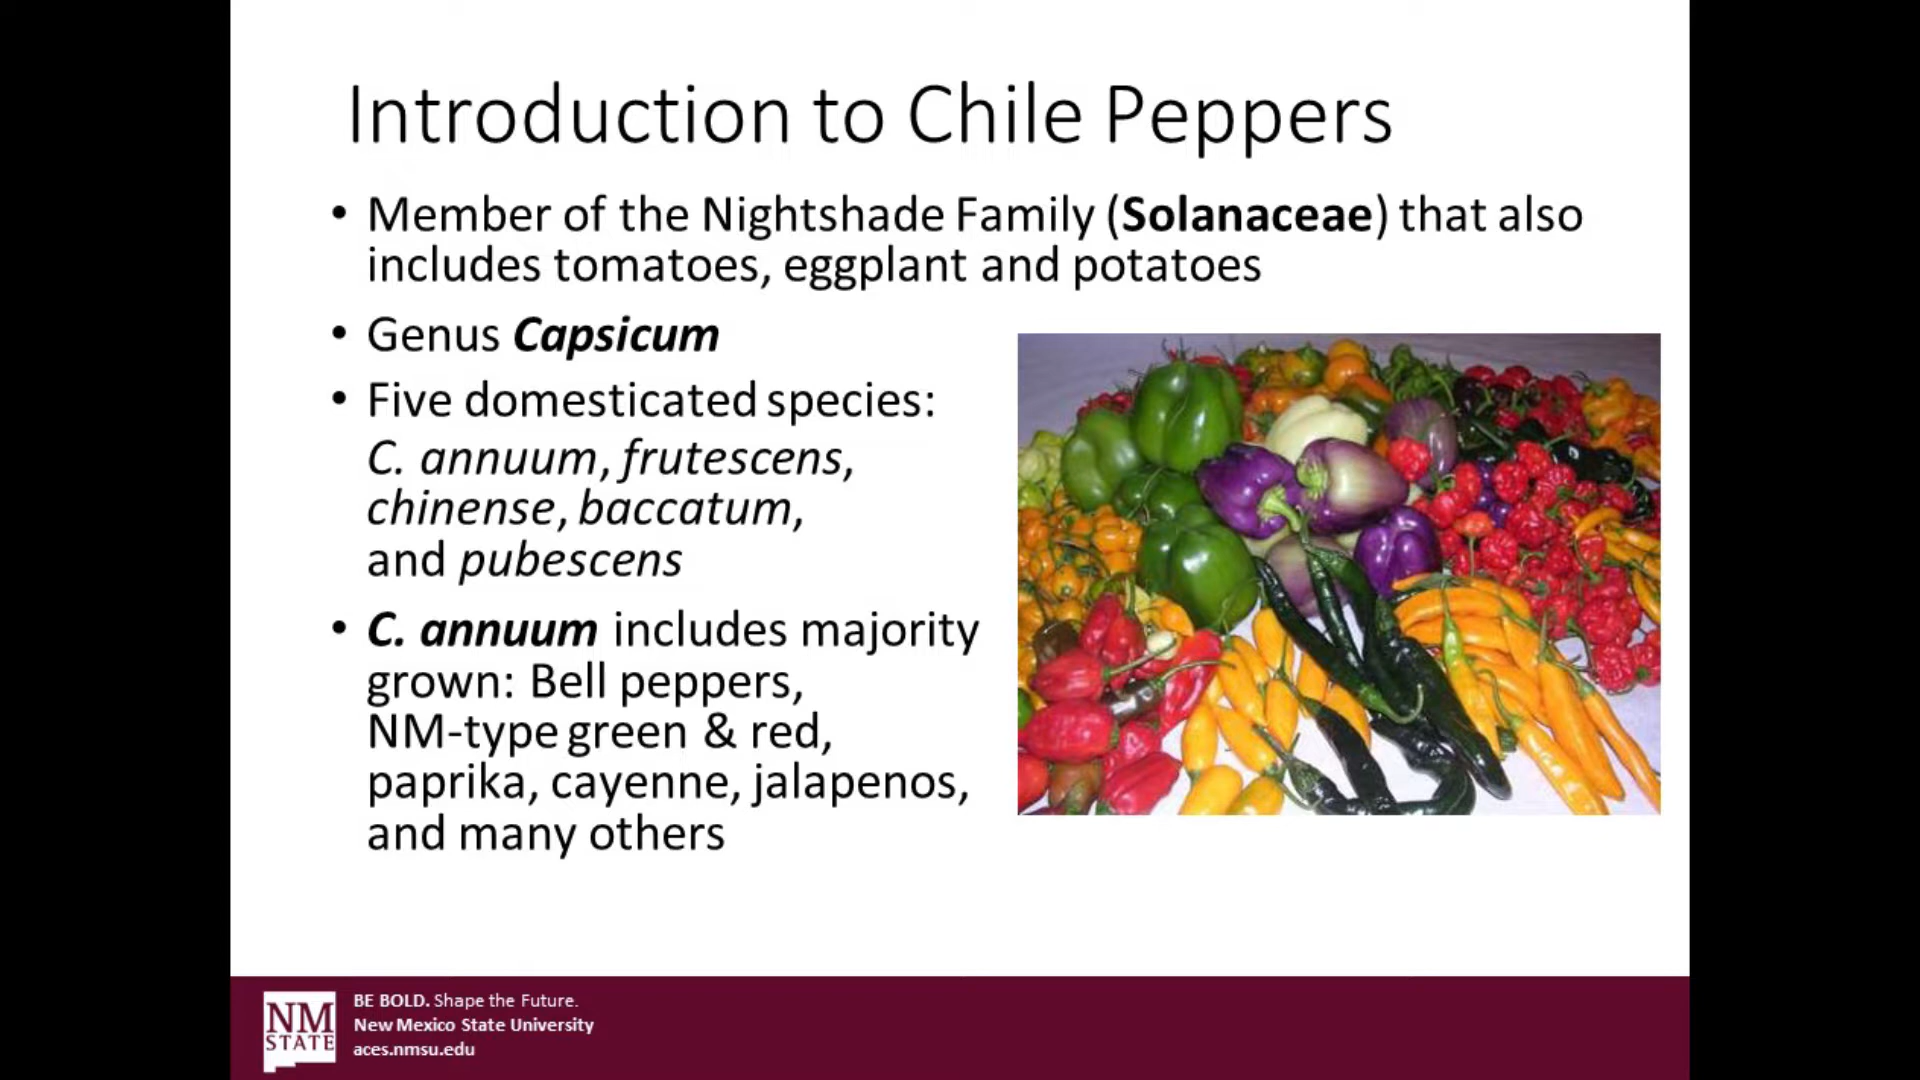 Introduction to Chile Peppers
• Member of the Nightshade Family (Solanaceae) that also
includes tomatoes, eggplant and potatoes
• Genus Capsicum
• Five domesticated species:
C. annuum, frutescens,
chinense, baccatum,
and pubescens
• C. annuum includes majority
grown: Bell peppers,
NM-type green & red,
paprika, cayenne, jalapenos,
and many others
NM
STATE
BE BOLD. Shape the Future.
New Mexico State University
aces.nmsu.edu